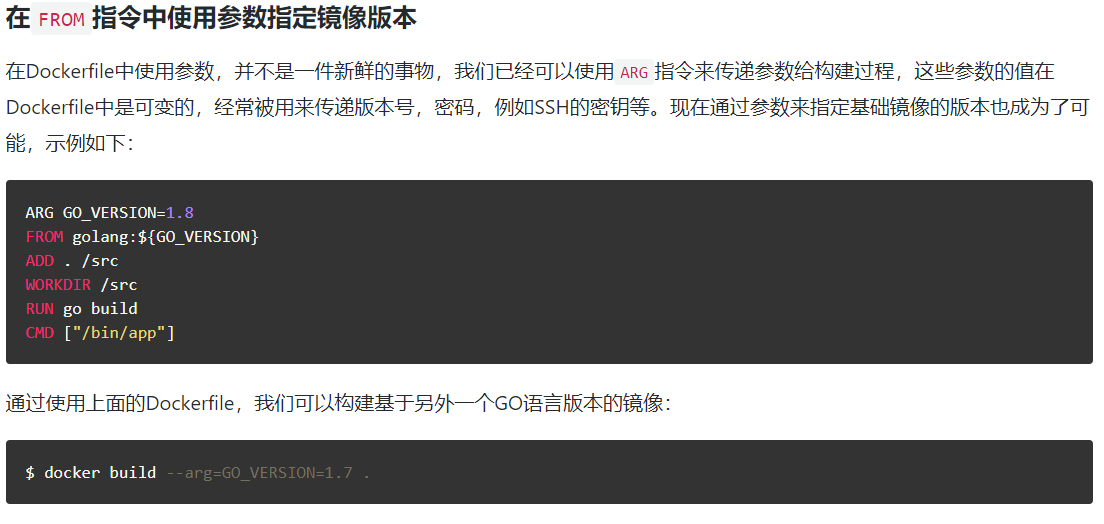 在FROM指令中使用参数指定镜像版本
在Dockerfile中使用参数，并不是一件新鲜的事物，我们已经可以使用ARG指令来传递参数给构建过程，这些参数的值在
Dockerfile中是可变的，经常被用来传递版本号，密码，例如SSH的密钥等。现在通过参数来指定基础镜像的版本也成为了可
能，示例如下：
ARG GO_VERSION=1.8
FROM golang:${GO_VERSION}
ADD . /src
WORKDIR /src
RUN go build
CMD ["/bin/app"]
通过使用上面的Dockerfile，我们可以构建基于另外一个GO语言版本的镜像：
$ docker build --arg=GO_VERSION=1.7 .